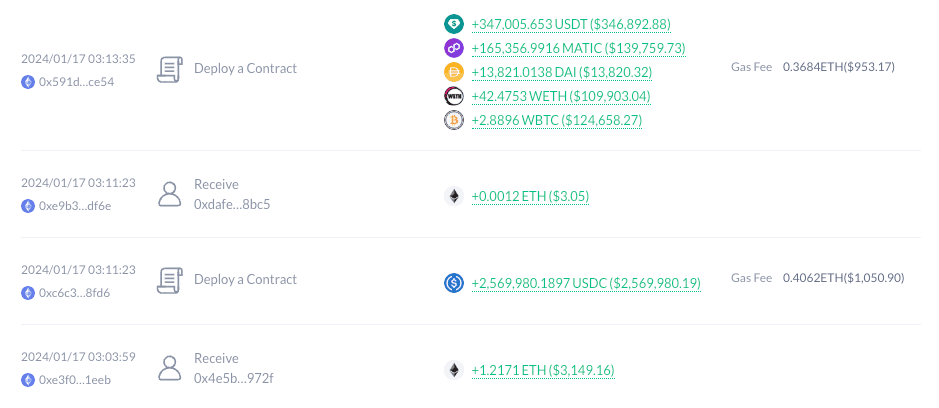 +347,005.653 USDT ($346,892.88)
2024/01/17 03:13:35
+165,356.9916 MATIC ($139,759.73)
Deploy a Contract
+13,821.0138 DAI ($13,820.32)
Gas Fee 0.3684ETH($953.17)
0x591d...ce54
+42.4753 WETH ($109,903.04)
+2.8896 WBTC ($124,658.27)
2024/01/17 03:11:23
Receive
0xe9b3...df6e
0xdafe...8bc5
+0.0012 ETH ($3.05)
2024/01/17 03:11:23
0xc6c3...8fd6
Deploy a Contract
+2,569,980.1897 USDC ($2,569,980.19)
Gas Fee 0.4062ETH($1,050.90)
2024/01/17 03:03:59
Receive
0xe3f0...1eeb
0x4e5b...972f
+1.2171 ETH ($3,149.16)